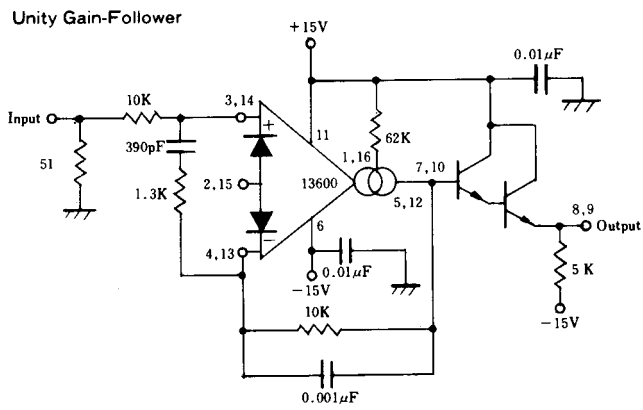 Unity Gain-Follower
+15V
0.01μF
Input
10K
3,14
+
11
62K
390pF
51
1.3K
2,15
13600
1,16
7,10
5,12
6
4,13
−
0.01μF
−15V
8,9
Output
5K
−15V
10K
0.001μF